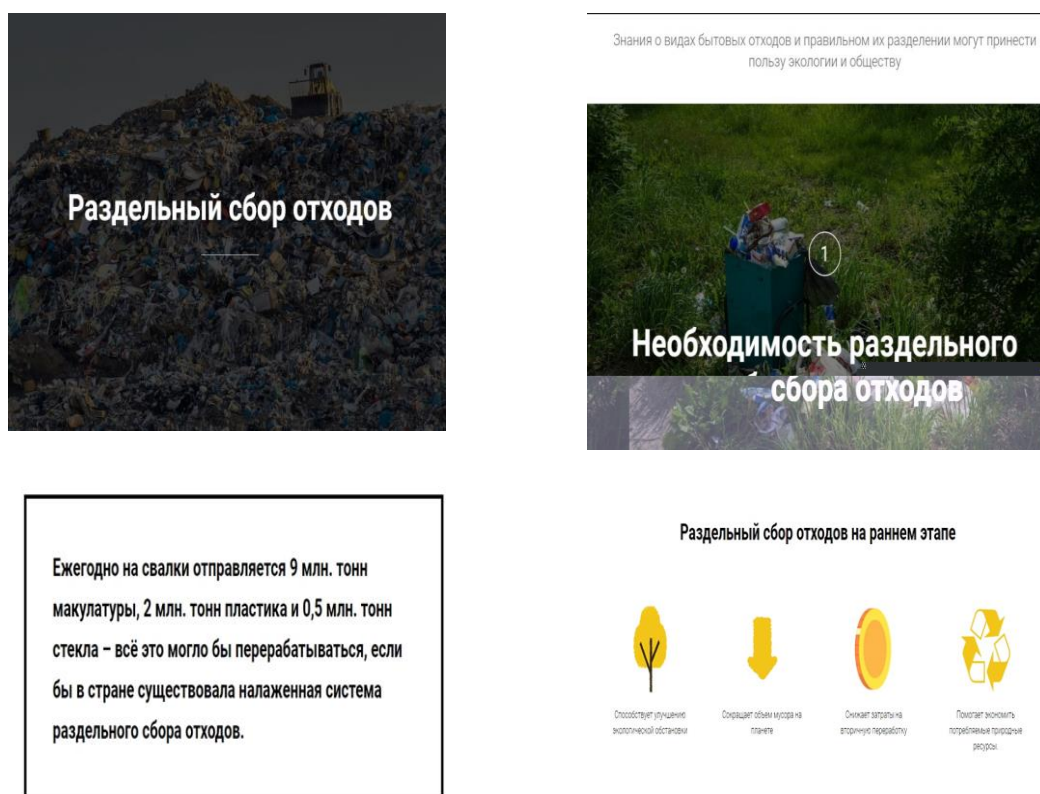 Раздельный сбор отходов
Знания о видах бытовых отходов и правильном их разделении могут принести
пользу экологии и обществу
1
Необходимость раздельного
сбора отходов
Ежегодно на свалки отправляется 9 млн. тонн
макулатуры, 2 млн. тонн пластика и 0,5 млн. тонн
стекла – всё это могло бы перерабатываться, если
бы в стране существовала налаженная система
раздельного сбора отходов.
Раздельный сбор отходов на раннем этапе
Способствует улучшению
экологической обстановки
Сокращает объем мусора на
планете
Снижает затраты на
вторичную переработку
Помогает экономить
потребляемые природные
ресурсы.